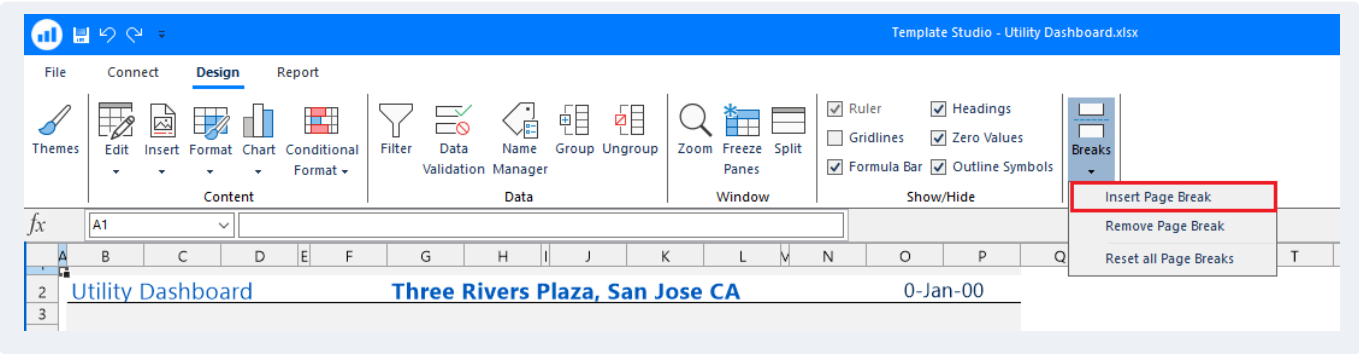 Template Studio - Utility Dashboard.xlsx
File Connect Design Report
Themes
Edit Insert Format Chart Conditional Format
Content
Filter Data Validation Name Manager Group Ungroup
Data
Zoom Freeze Panes Split
Window
Ruler Headings
Gridlines Zero Values
Formula Bar Outline Symbols
Show/Hide
Breaks
Insert Page Break
Remove Page Break
Reset all Page Breaks
fx A1
A B C D E F G H I J K L M N O P Q T
2 Utility Dashboard Three Rivers Plaza, San Jose CA 0-Jan-00
3